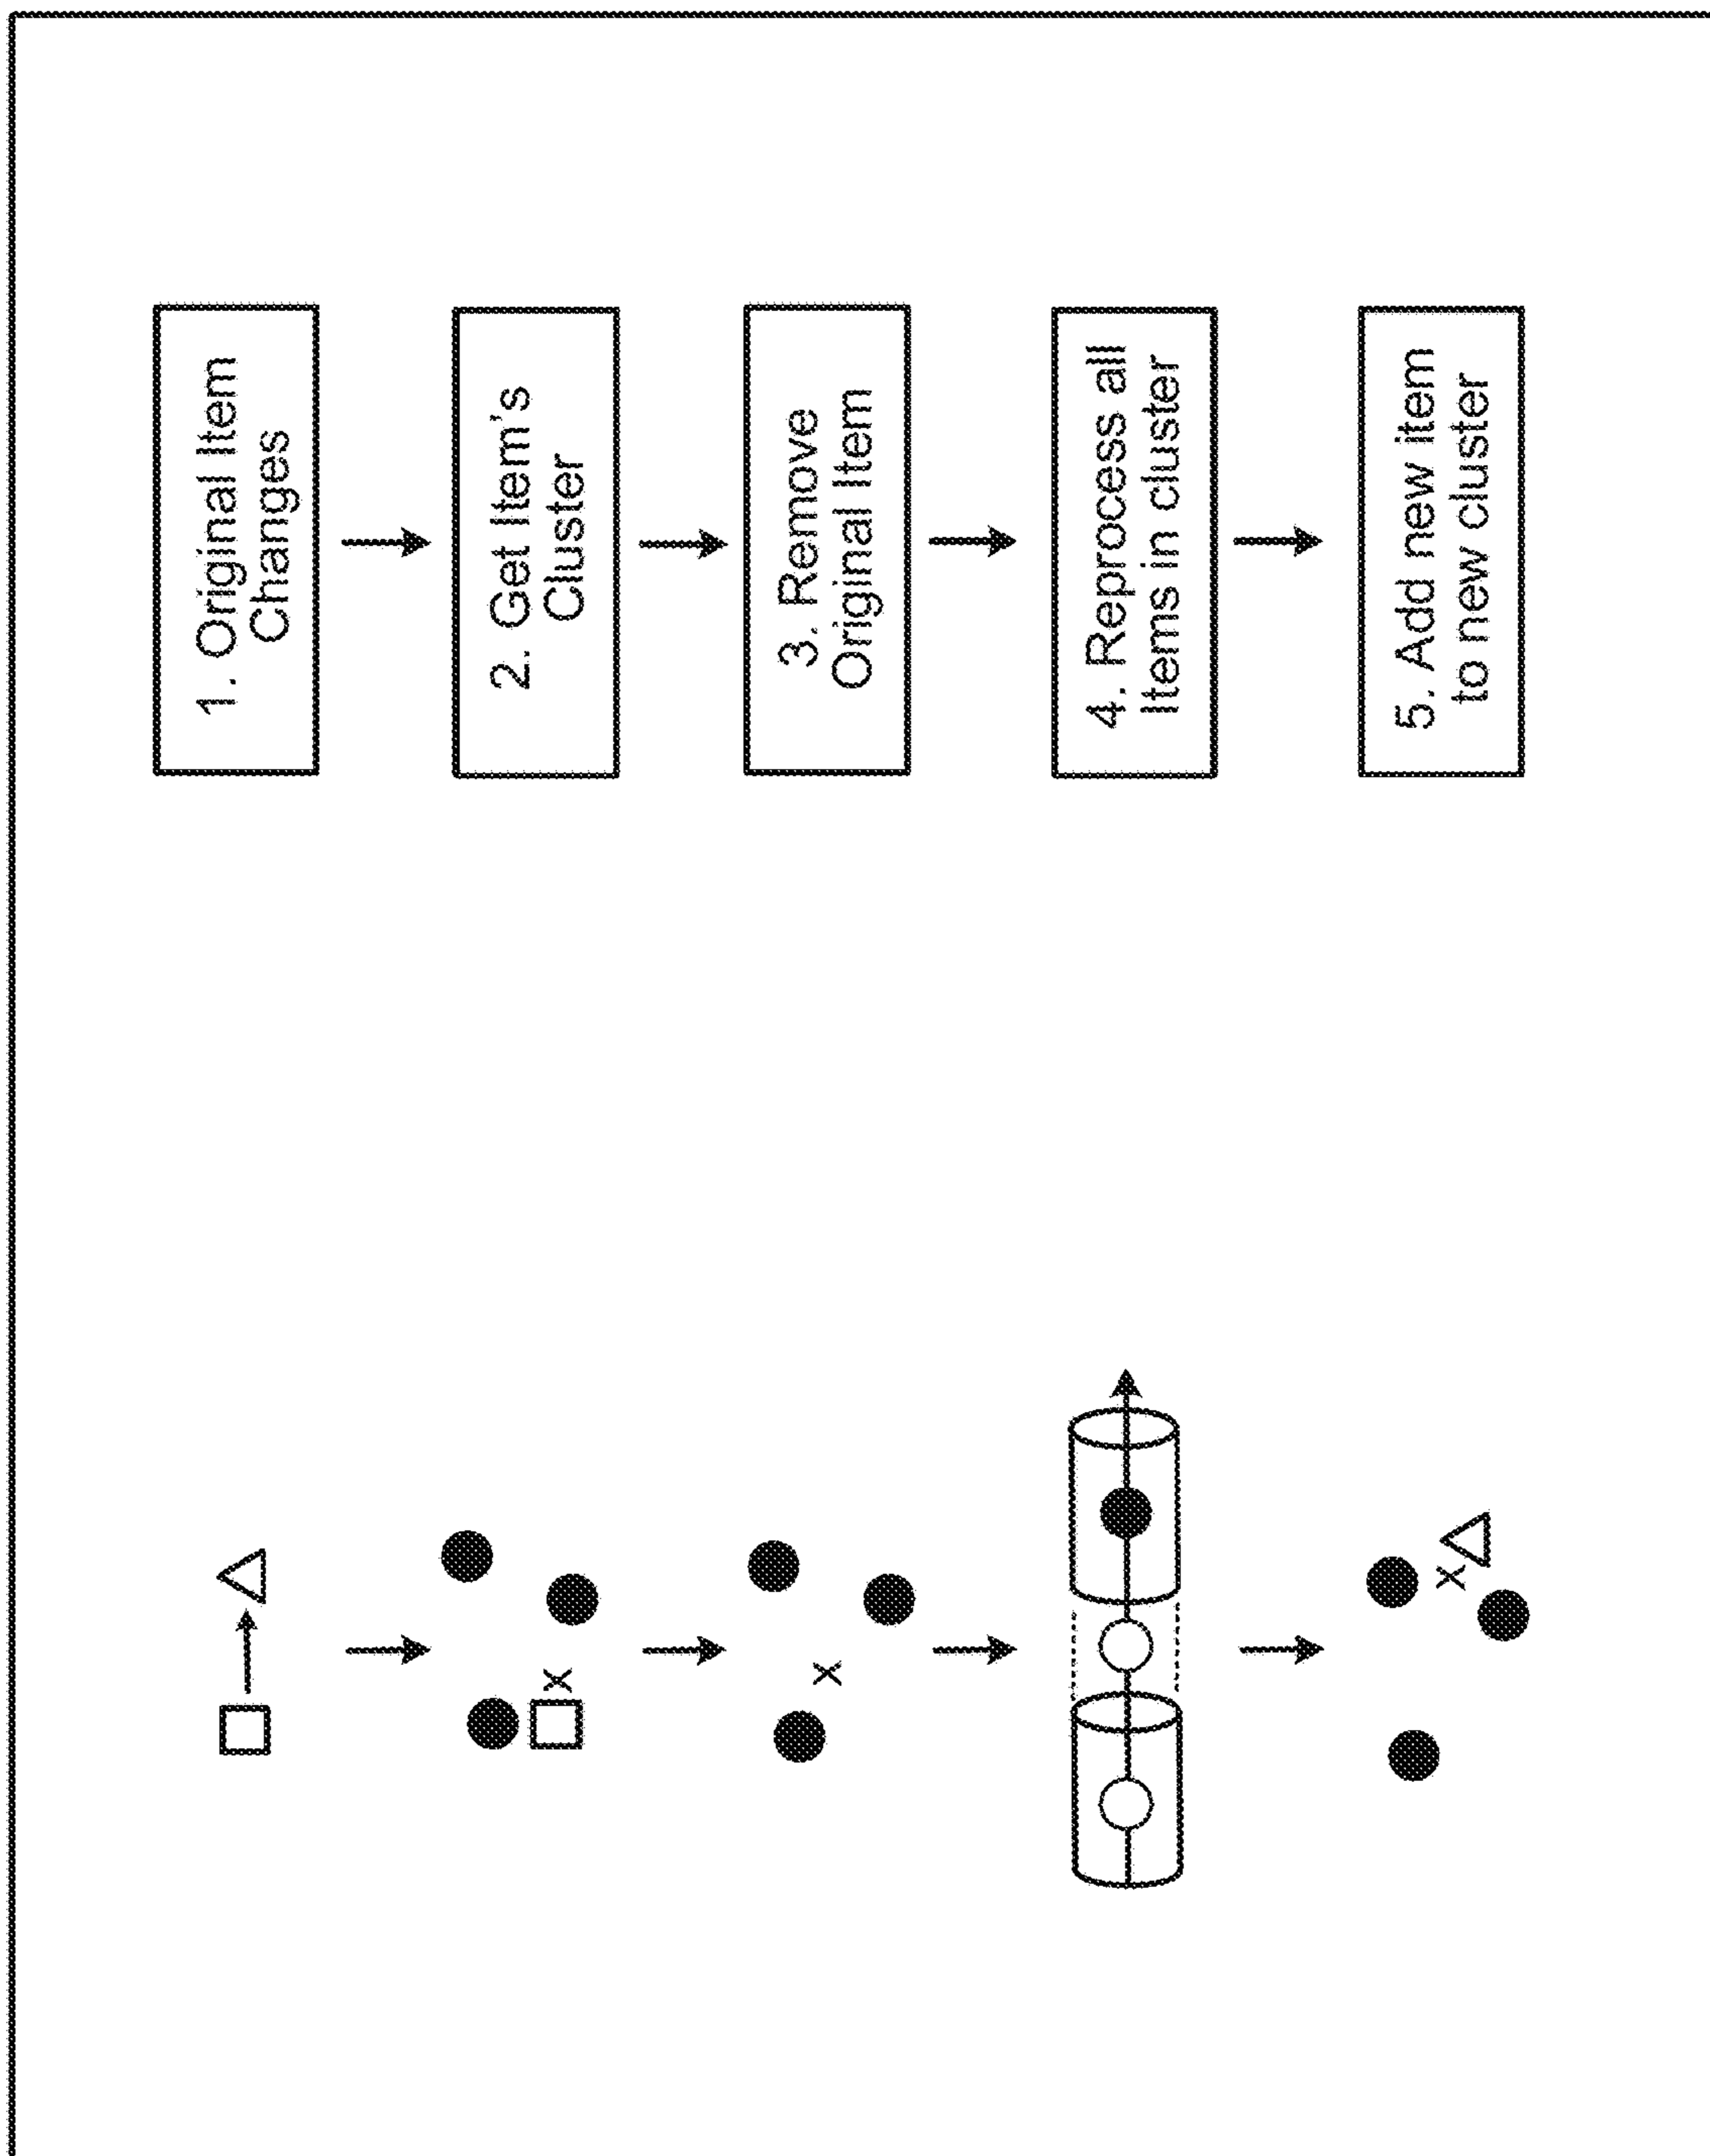 1. Original Item
Changes
2. Get Item's
Cluster
3. Remove
Original Item
4. Reprocess all
Items in cluster
5. Add new item
to new cluster
x
x
x